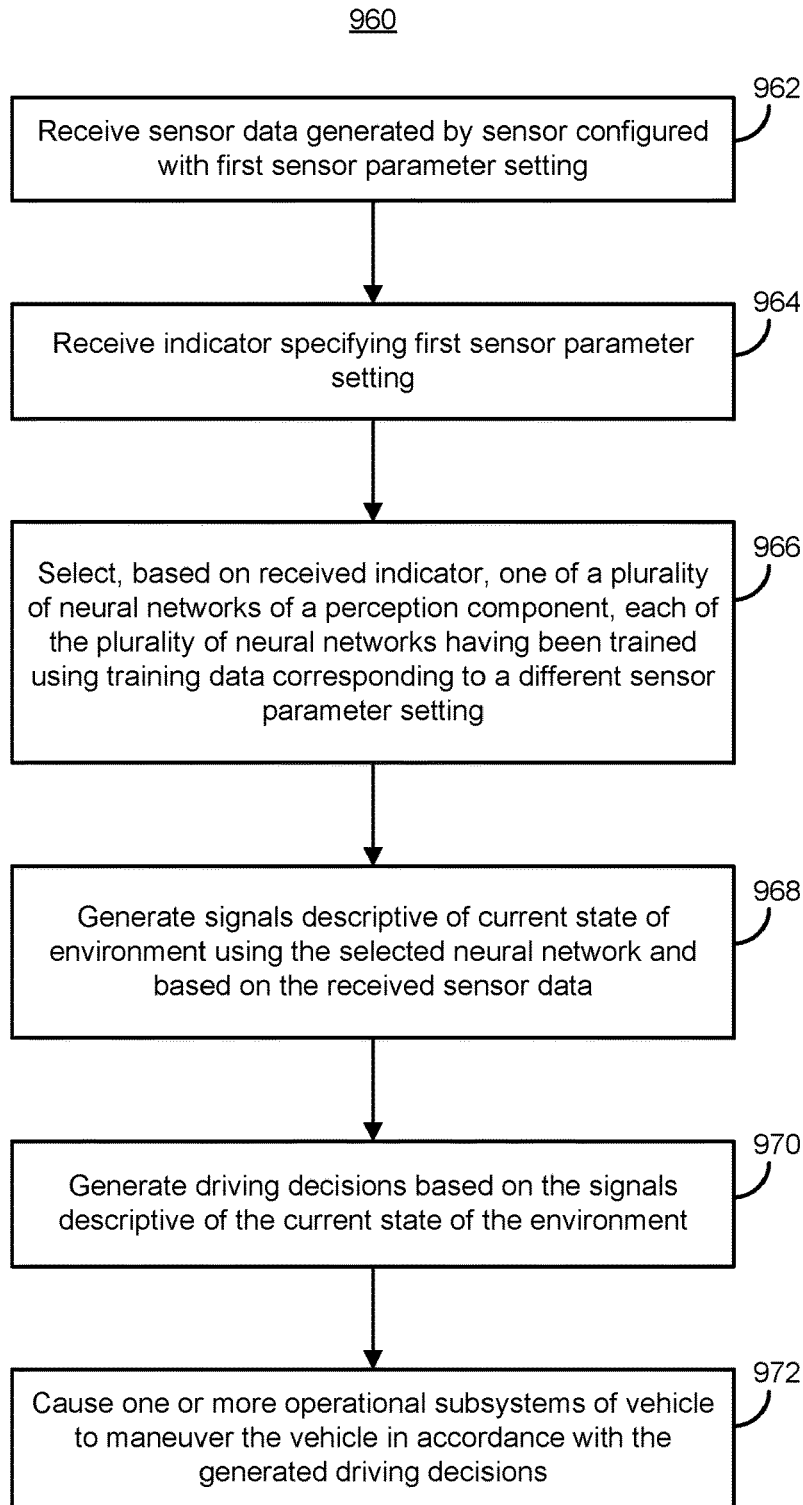 960
962
Receive sensor data generated by sensor configured
with first sensor parameter setting
964
Receive indicator specifying first sensor parameter
setting
966
Select, based on received indicator, one of a plurality
of neural networks of a perception component, each of
the plurality of neural networks having been trained
using training data corresponding to a different sensor
parameter setting
968
Generate signals descriptive of current state of
environment using the selected neural network and
based on the received sensor data
970
Generate driving decisions based on the signals
descriptive of the current state of the environment
972
Cause one or more operational subsystems of vehicle
to maneuver the vehicle in accordance with the
generated driving decisions